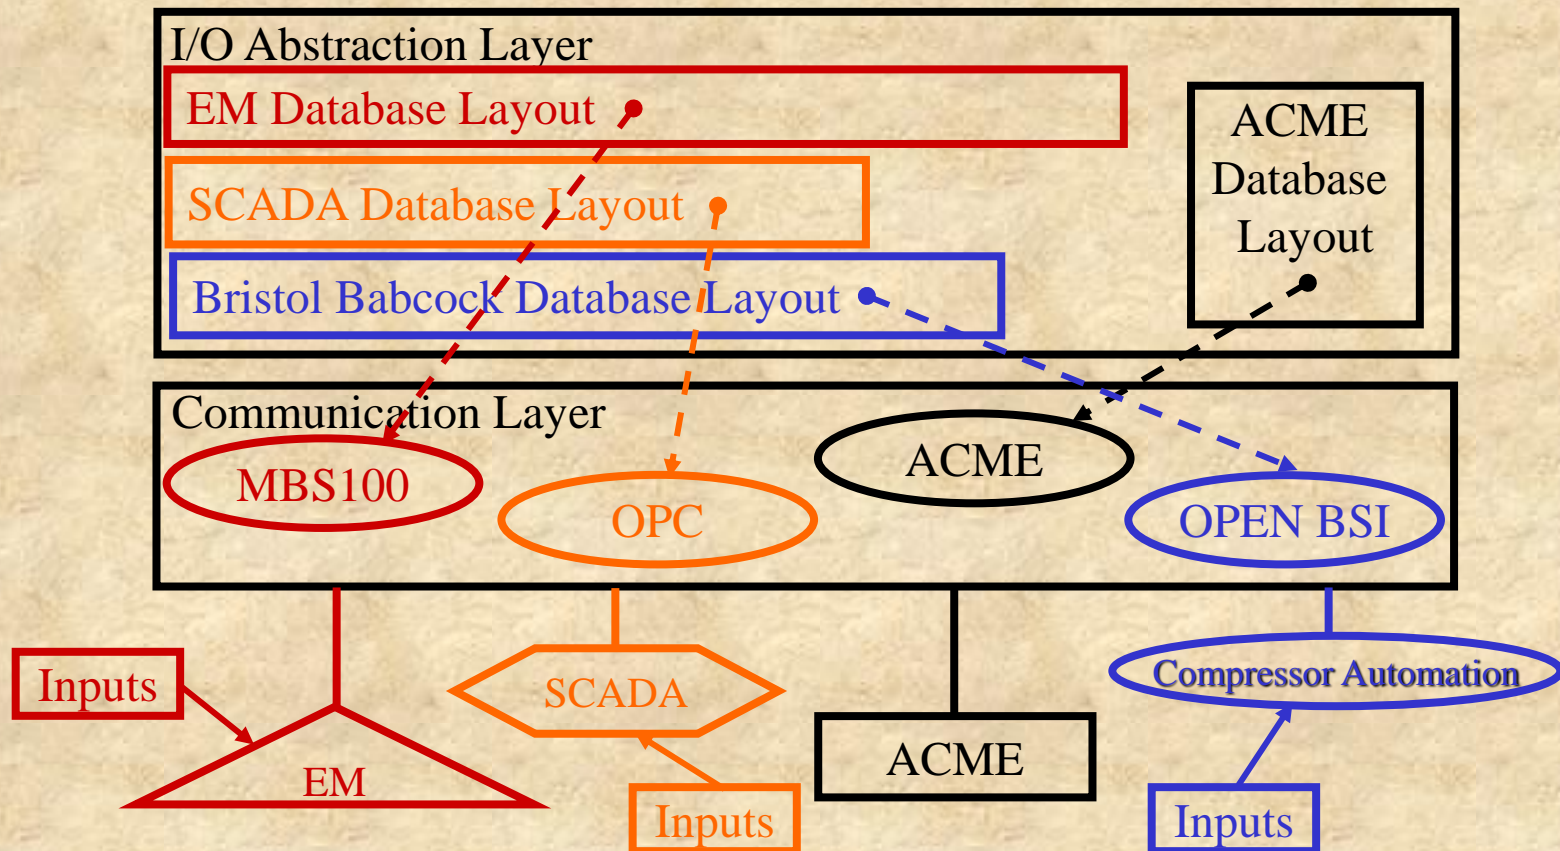 I/O Abstraction Layer
EM Database Layout
SCADA Database Layout
Bristol Babcock Database Layout
ACME
Database
Layout
Communication Layer
MBS100
OPC
ACME
OPEN BSI
Inputs
EM
SCADA
Inputs
ACME
Compressor Automation
Inputs